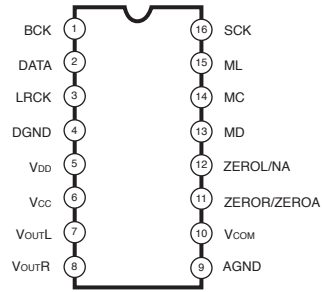 BCK 1 16 SCK
DATA 2 15 ML
LRCK 3 14 MC
DGND 4 13 MD
VDD 5 12 ZEROL/NA
VCC 6 11 ZEROR/ZEROA
VOUTL 7 10 VCOM
VOUTR 8 9 AGND